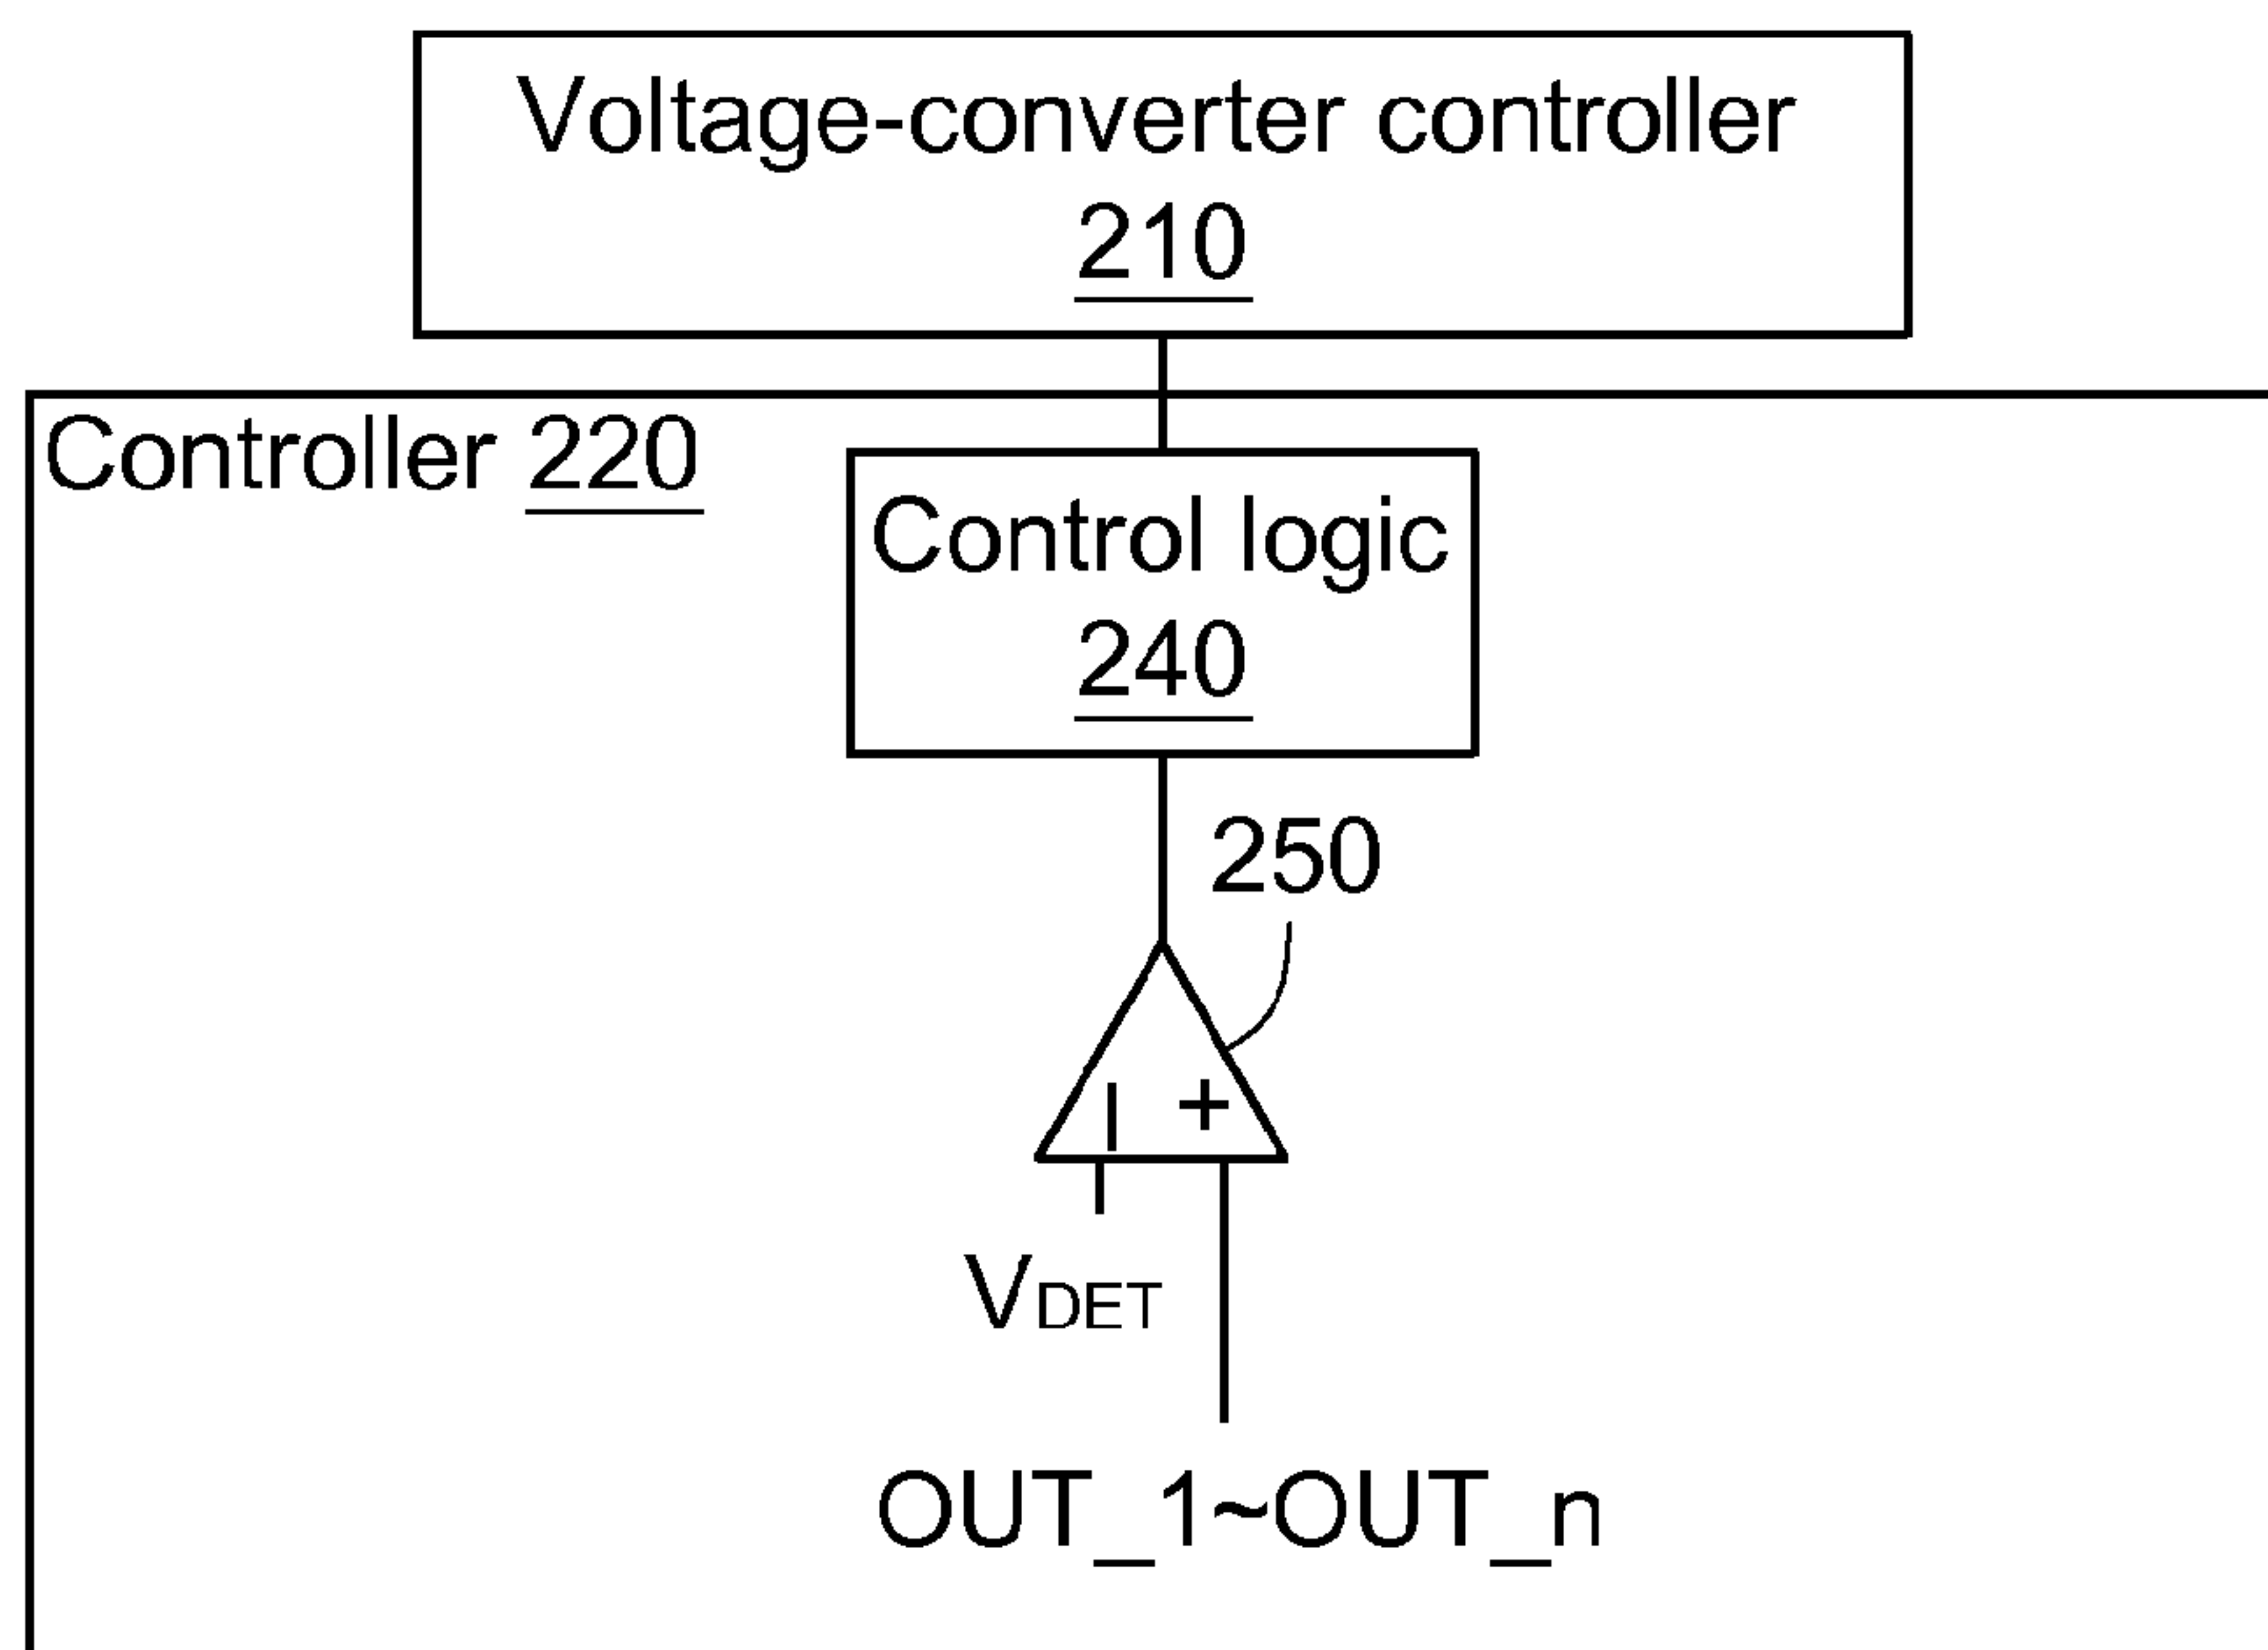 Voltage-converter controller
210
Controller 220
Control logic
240
250
+
VDET
OUT_1~OUT_n